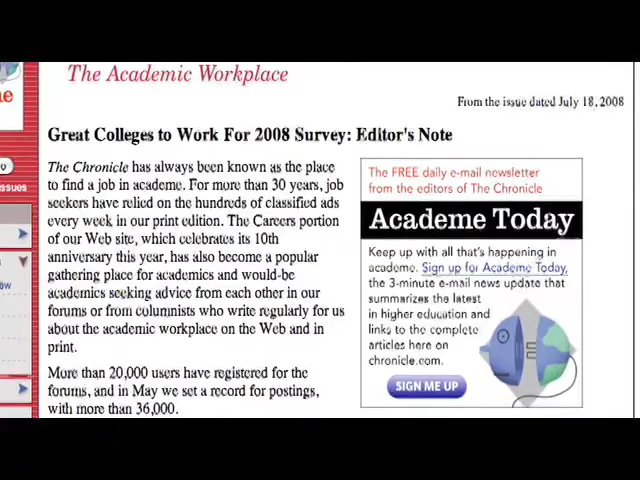 The Academic Workplace
From the issue dated July 18, 2008
Great Colleges to Work For 2008 Survey: Editor's Note
The Chronicle has always been known as the place
to find a job in academe. For more than 30 years, job
seekers have relied on the hundreds of classified ads
every week in our print edition. The Careers portion
of our Web site, which celebrates its 10th
anniversary this year, has also become a popular
gathering place for academics and would-be
academics seeking advice from each other in our
forums or from columnists who write regularly for us
about the academic workplace on the Web and in
print.
More than 20,000 users have registered for the
forums, and in May we set a record for postings,
with more than 36,000.
The FREE daily e-mail newsletter
from the editors of The Chronicle
Academe Today
Keep up with all that's happening in
academe. Sign up for Academe Today,
the 3-minute e-mail news update that
summarizes the latest
in higher education and
links to the complete
articles here on
chronicle.com.
SIGN ME UP